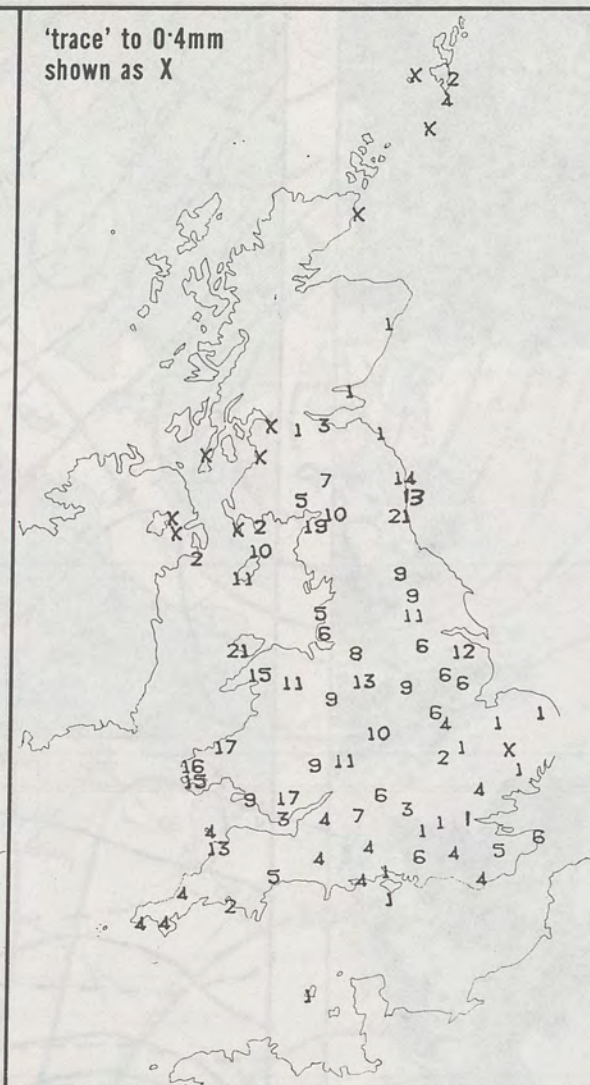 'trace' to 0·4mm
shown as X
X 2
4
X
X
1
1
X 1 3 1
X X
7 14
5 13
10 21
X 19
X X 2
2 10
11
9
9
5 11
6
21 8 6 12
15 11 13 9 6 6
9
6 4 1 1
10
17 2 1 X
16 9 11 1
15
9 17 6 4
3 4 7 3 1 1
4 1 6
13 4 4 6 4 5
5 4 1 4
4 2 1
4 4
1